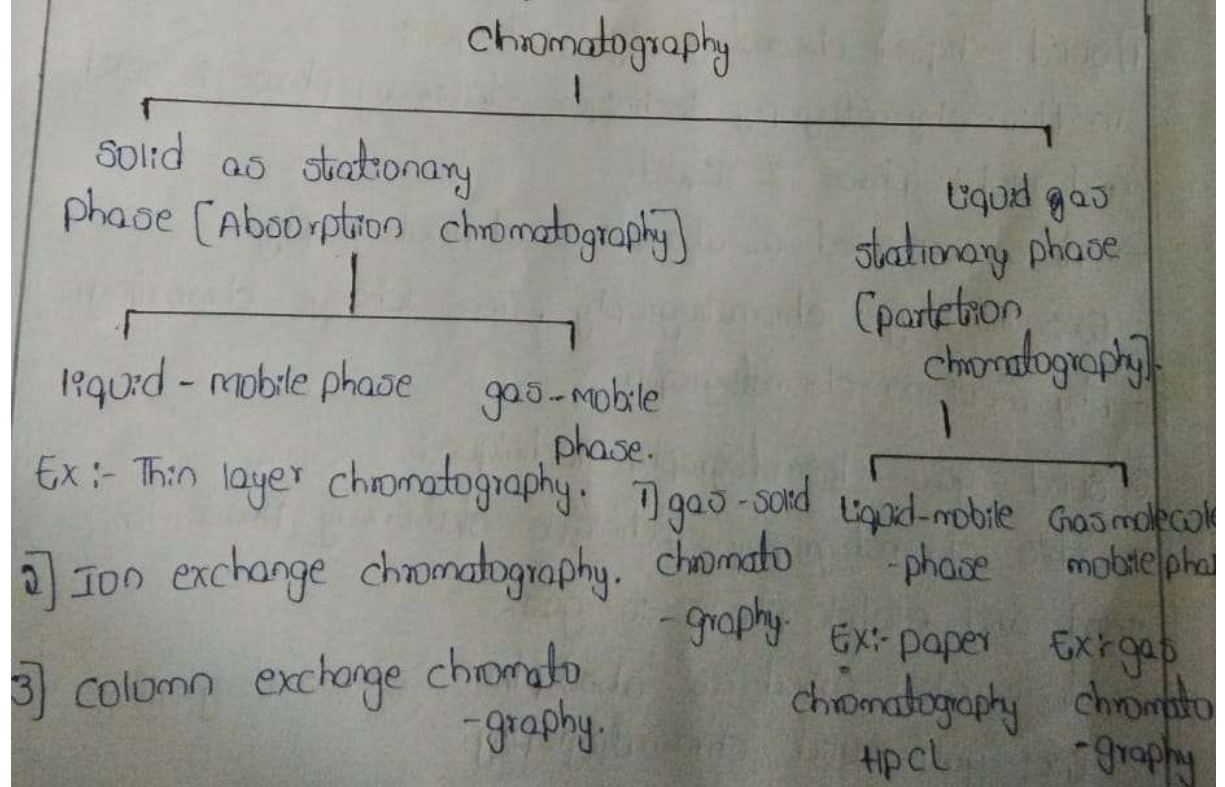 Chromatography
solid as stationary
phase [Absorption chromatography]
liquid - mobile phase
Ex :- Thin layer chromatography.
2] Ion exchange chromatography.
3] colomn exchange chromato
-graphy.
gas-mobile
phase.
1] gas-solid
chromato
-graphy.
Liquid gas
stationary phase
[partetion
chromatography].
Liquid-mobile
-phase
Ex:- paper
chromatography
HPCL
Gas molecule
mobile pha
Ex:- gas
chromato
-graphy